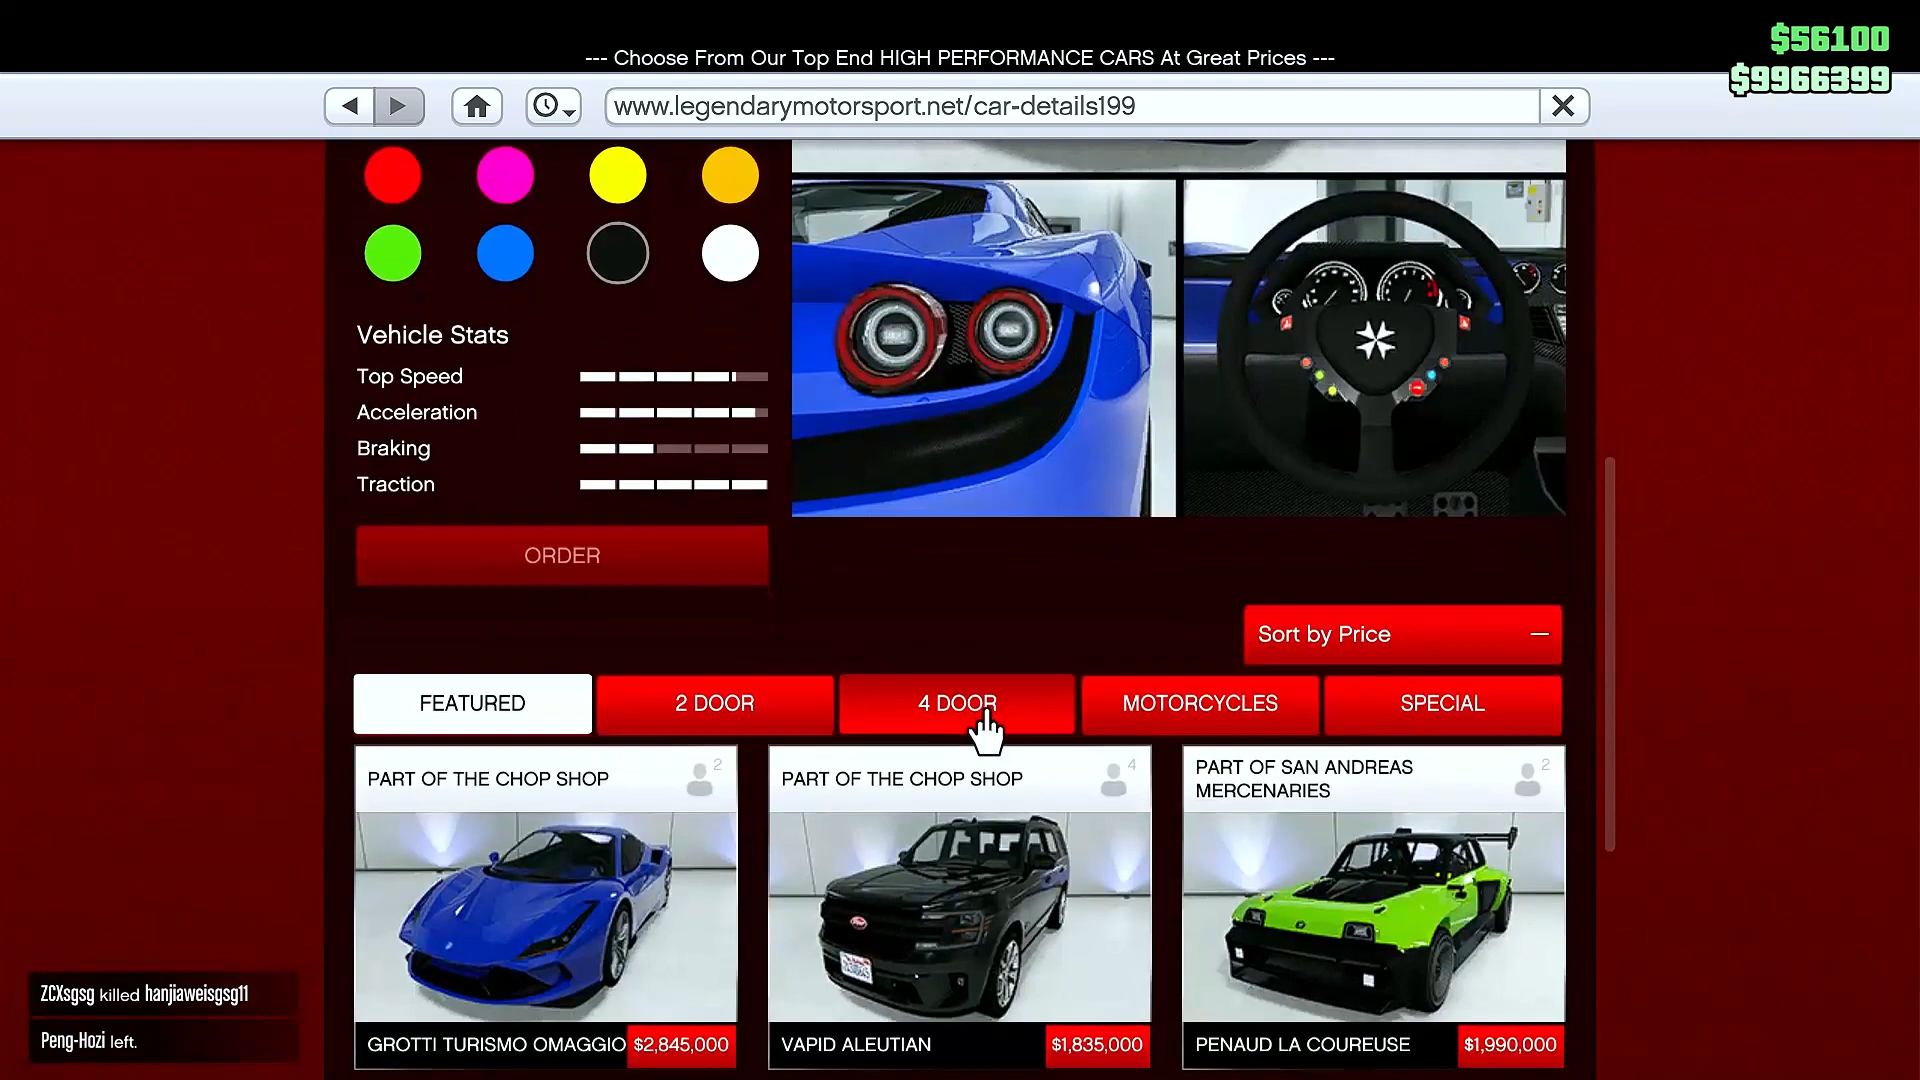 $56100
--- Choose From Our Top End HIGH PERFORMANCE CARS At Great Prices ---
$9966399
www.legendarymotorsport.net/car-details199
Vehicle Stats
Top Speed
Acceleration
Braking
Traction
ORDER
Sort by Price
FEATURED
2 DOOR
4 DOOR
MOTORCYCLES
SPECIAL
PART OF THE CHOP SHOP
2
PART OF THE CHOP SHOP
4
PART OF SAN ANDREAS
MERCENARIES
2
ZCXsgsg killed hanjiaweisgsg11
Peng-Hozi left.
GROTTI TURISMO OMAGGIO
$2,845,000
VAPID ALEUTIAN
$1,835,000
PENAUD LA COUREUSE
$1,990,000